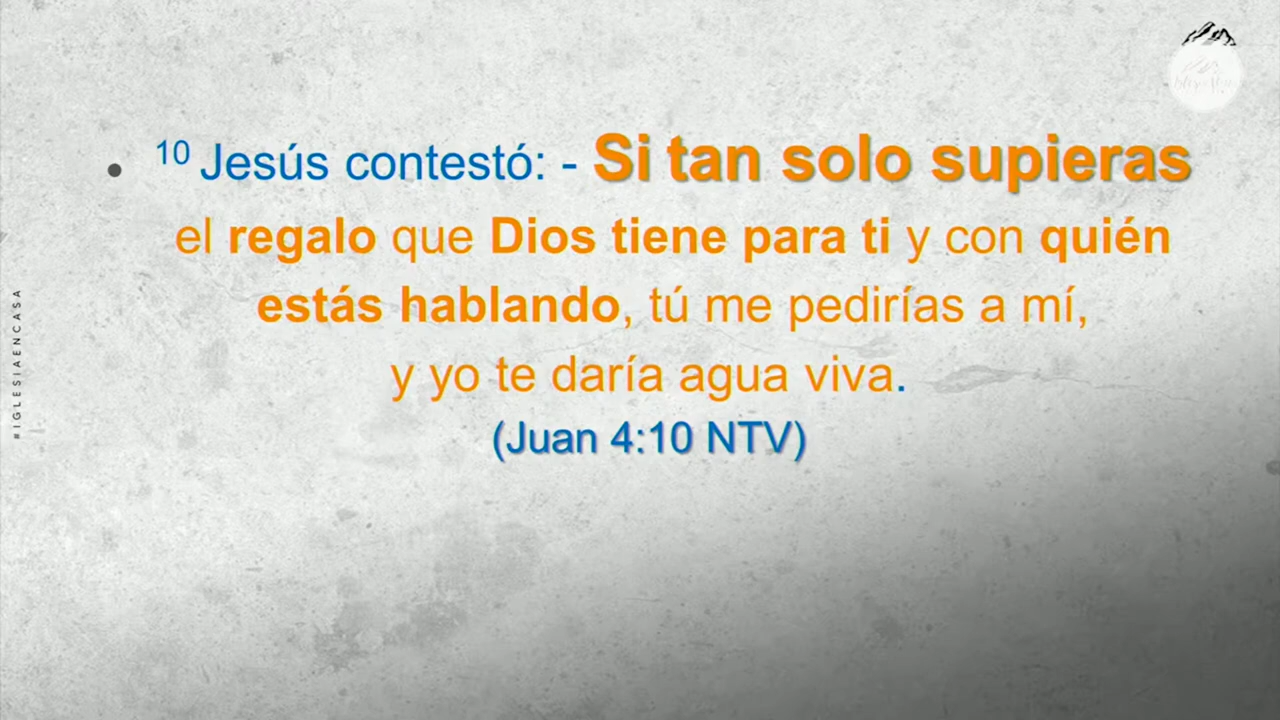 • ¹⁰ Jesús contestó: - Si tan solo supieras
el regalo que Dios tiene para ti y con quién
estás hablando, tú me pedirías a mí,
y yo te daría agua viva.
(Juan 4:10 NTV)
#IGLESIAENCASA